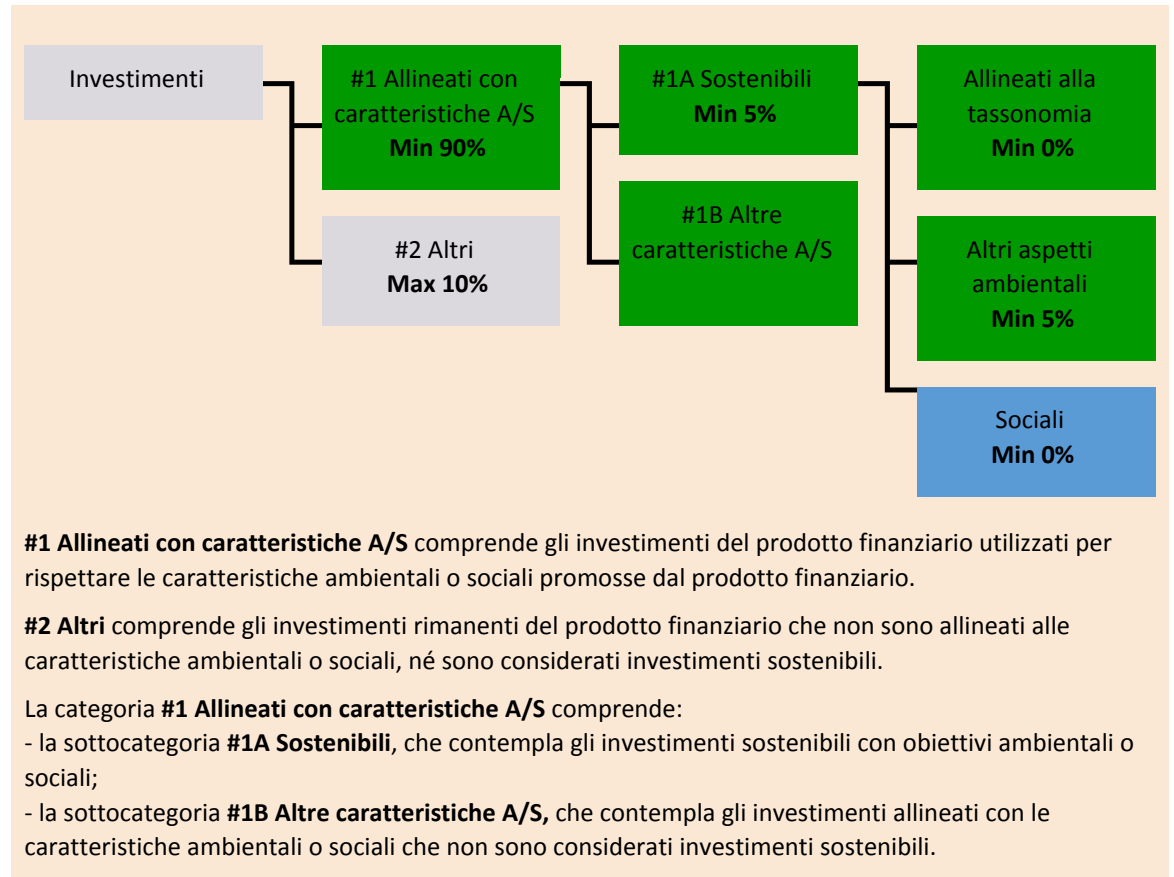 Investimenti
#1 Allineati con
caratteristiche A/S
Min 90%
#2 Altri
Max 10%
#1A Sostenibili
Min 5%
#1B Altre
caratteristiche A/S
Allineati alla
tassonomia
Min 0%
Altri aspetti
ambientali
Min 5%
Sociali
Min 0%
#1 Allineati con caratteristiche A/S comprende gli investimenti del prodotto finanziario utilizzati per
rispettare le caratteristiche ambientali o sociali promosse dal prodotto finanziario.
#2 Altri comprende gli investimenti rimanenti del prodotto finanziario che non sono allineati alle
caratteristiche ambientali o sociali, né sono considerati investimenti sostenibili.
La categoria #1 Allineati con caratteristiche A/S comprende:
- la sottocategoria #1A Sostenibili, che contempla gli investimenti sostenibili con obiettivi ambientali o
sociali;
- la sottocategoria #1B Altre caratteristiche A/S, che contempla gli investimenti allineati con le
caratteristiche ambientali o sociali che non sono considerati investimenti sostenibili.